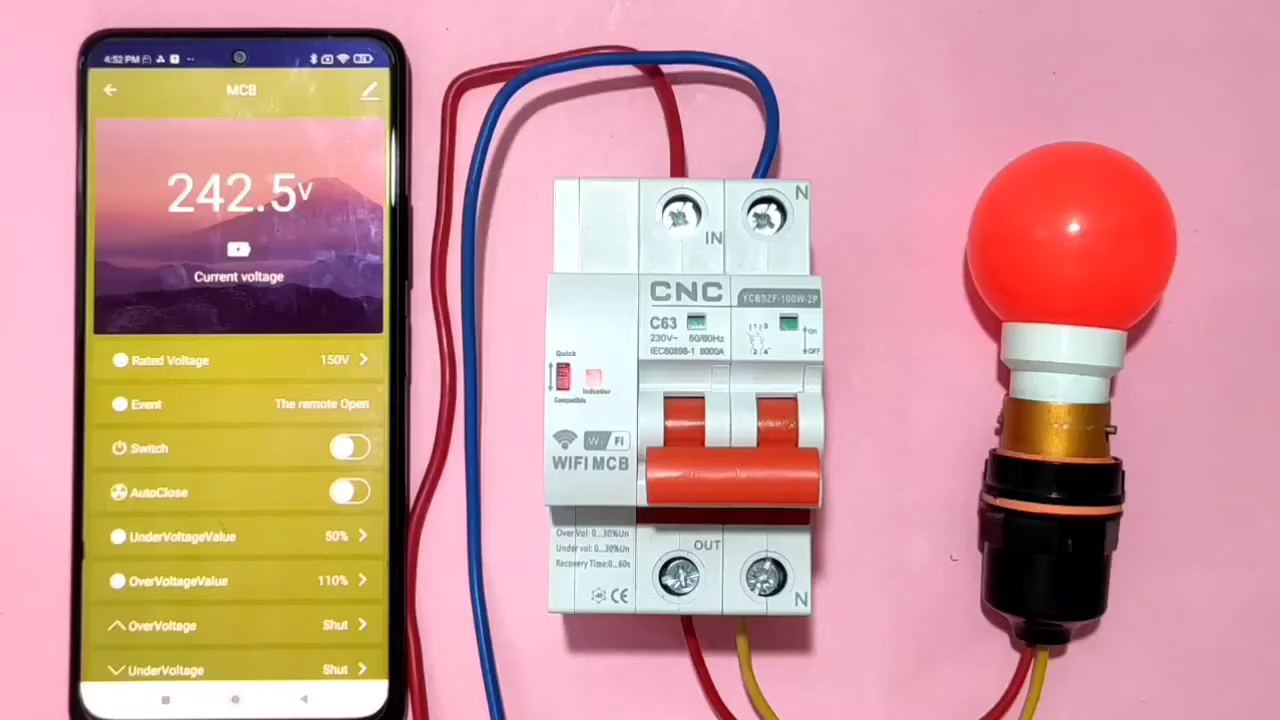 4:52 PM
MCB
242.5V
Current voltage
Rated Voltage 150V
Event The remote Open
Switch
AutoClose
UnderVoltageValue 50%
OverVoltageValue 110%
OverVoltage Shut
UnderVoltage Shut
N
IN
CNC
YCB9ZF-100W-2P
C63
230V~ 50/60Hz
IEC60898-1 6000A
ON
OFF
Quick
Indicator
Compatible
Wi Fi
WIFI MCB
Over Vol: 0...30%Un
Under vol: 0...30%Un
Recovery Time:0...60s
CE
OUT
N